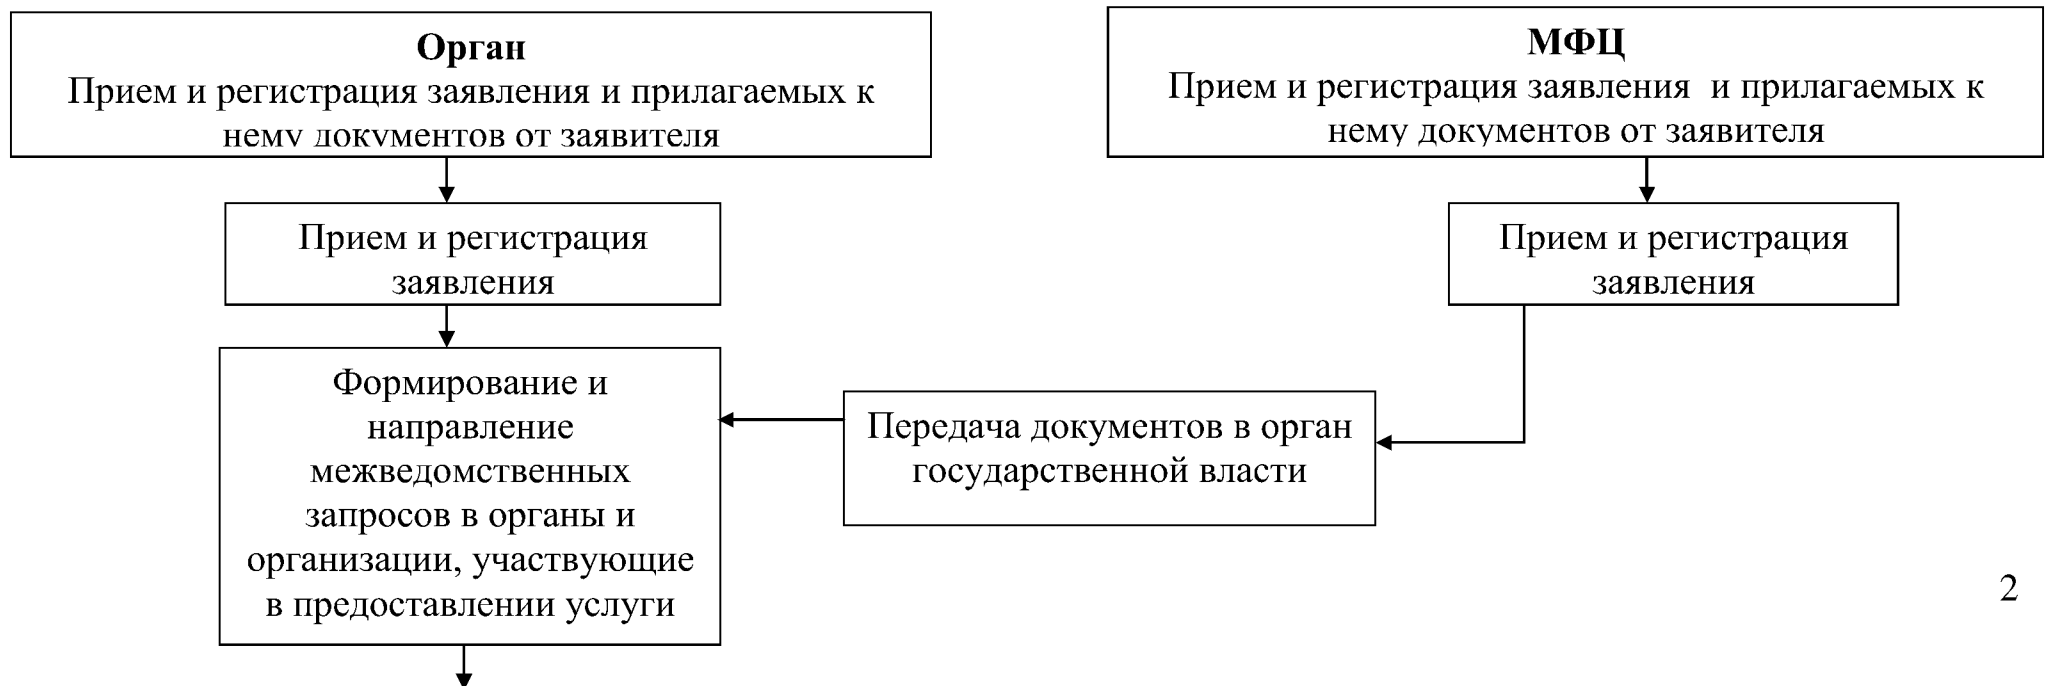 Орган
Прием и регистрация заявления и прилагаемых к
нему документов от заявителя
МФЦ
Прием и регистрация заявления и прилагаемых к
нему документов от заявителя
Прием и регистрация
заявления
Прием и регистрация
заявления
Формирование и
направление
межведомственных
запросов в органы и
организации, участвующие
в предоставлении услуги
Передача документов в орган
государственной власти
2